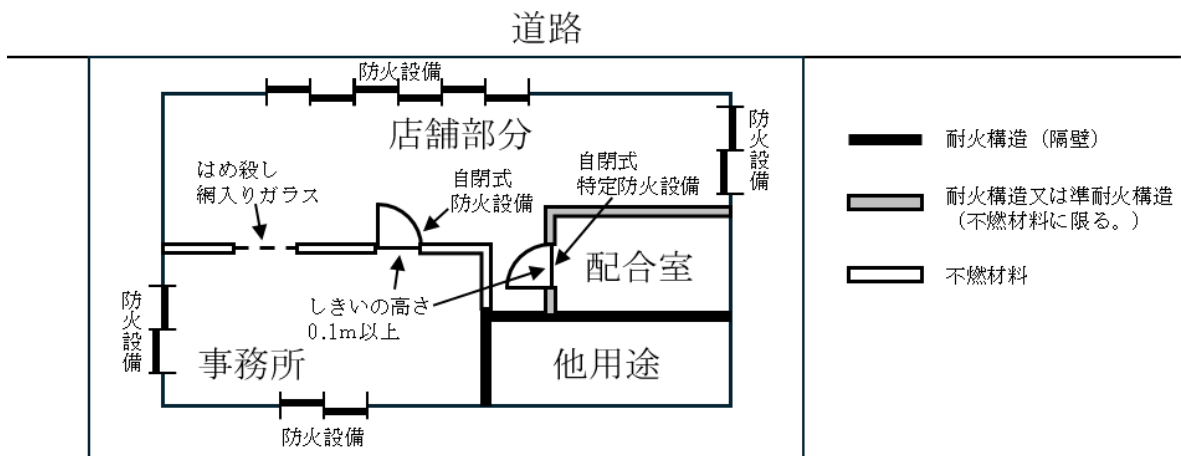 道路
防火設備
店舗部分
防火設備
はめ殺し
網入りガラス
自閉式
防火設備
自閉式
特定防火設備
配合室
しきいの高さ
0.1m以上
防火設備
事務所
他用途
防火設備
耐火構造（隔壁）
耐火構造又は準耐火構造
（不燃材料に限る。）
不燃材料